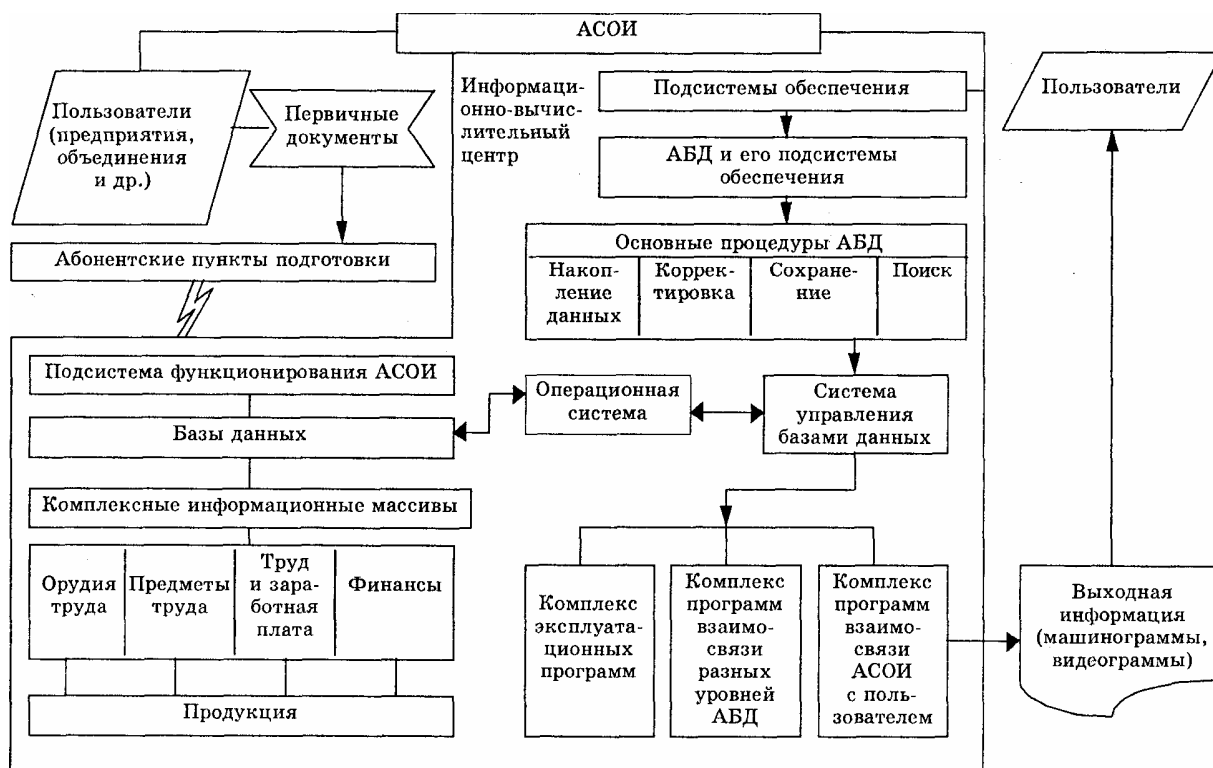 АСОИ
Пользователи
(предприятия,
объединения
и др.)
Первичные
документы
Абонентские пункты подготовки
Информаци-
онно-вычис-
лительный
центр
Подсистемы обеспечения
АБД и его подсистемы
обеспечения
Основные процедуры АБД
Накоп-
ление
данных
Коррек-
тировка
Сохране-
ние
Поиск
Пользователи
Подсистема функционирования АСОИ
Базы данных
Операционная
система
Система
управления
базами данных
Комплексные информационные массивы
Орудия
труда
Предметы
труда
Труд
и зара-
ботная
плата
Финансы
Продукция
Комплекс
эксплуата-
ционных
программ
Комплекс
программ
взаимо-
связи
разных
уровней
АБД
Комплекс
программ
взаимо-
связи
АСОИ
с поль-
зователем
Выходная
информация
(машинограммы,
видеограммы)